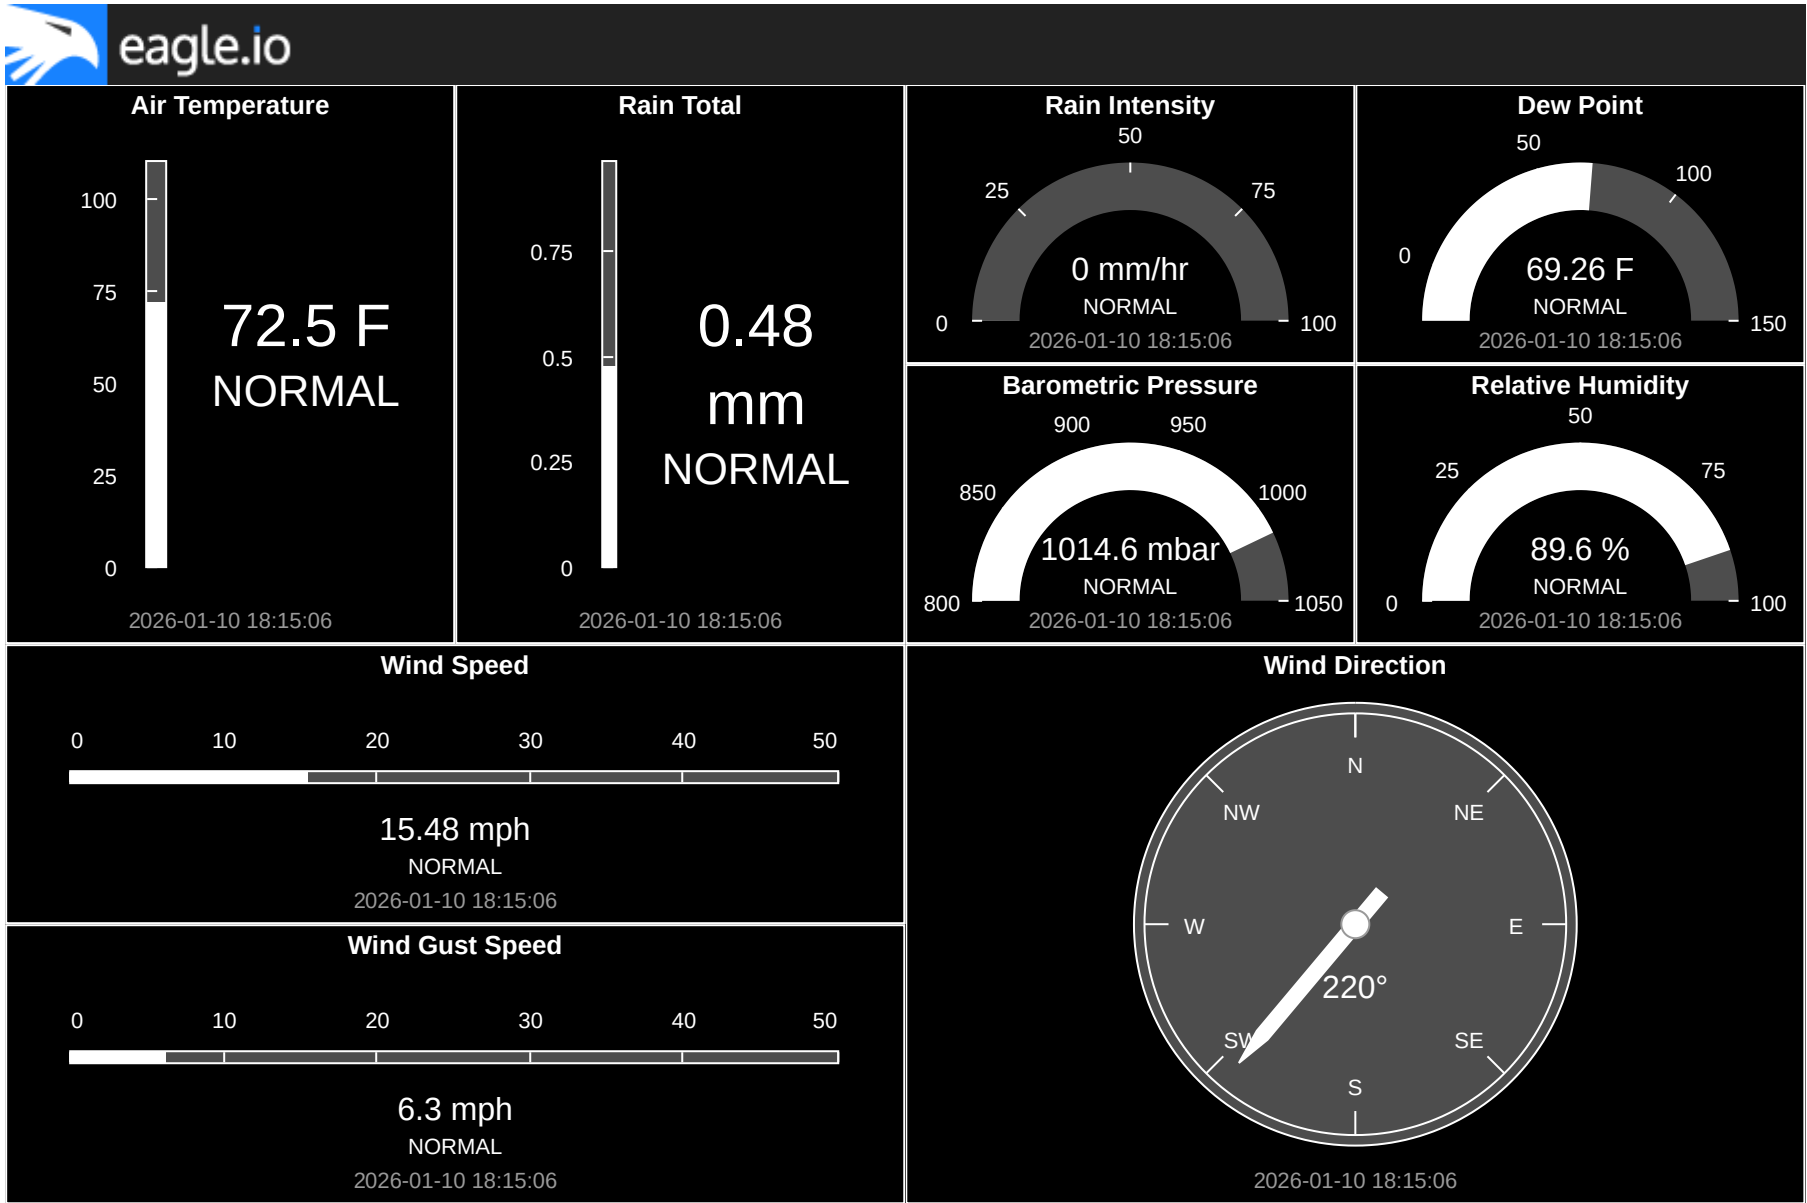 eagle.io
Air Temperature
100
75
50
25
0
72.5 F
NORMAL
2026-01-10 18:15:06
Rain Total
0.75
0.5
0.25
0
0.48
mm
NORMAL
2026-01-10 18:15:06
Rain Intensity
0
25
50
75
100
0 mm/hr
NORMAL
2026-01-10 18:15:06
Dew Point
0
50
100
150
69.26 F
NORMAL
2026-01-10 18:15:06
Barometric Pressure
800
850
900
950
1000
1050
1014.6 mbar
NORMAL
2026-01-10 18:15:06
Relative Humidity
0
25
50
75
100
89.6 %
NORMAL
2026-01-10 18:15:06
Wind Speed
0 10 20 30 40 50
15.48 mph
NORMAL
2026-01-10 18:15:06
Wind Gust Speed
0 10 20 30 40 50
6.3 mph
NORMAL
2026-01-10 18:15:06
Wind Direction
N
NW NE
W E
220°
SW SE
S
2026-01-10 18:15:06